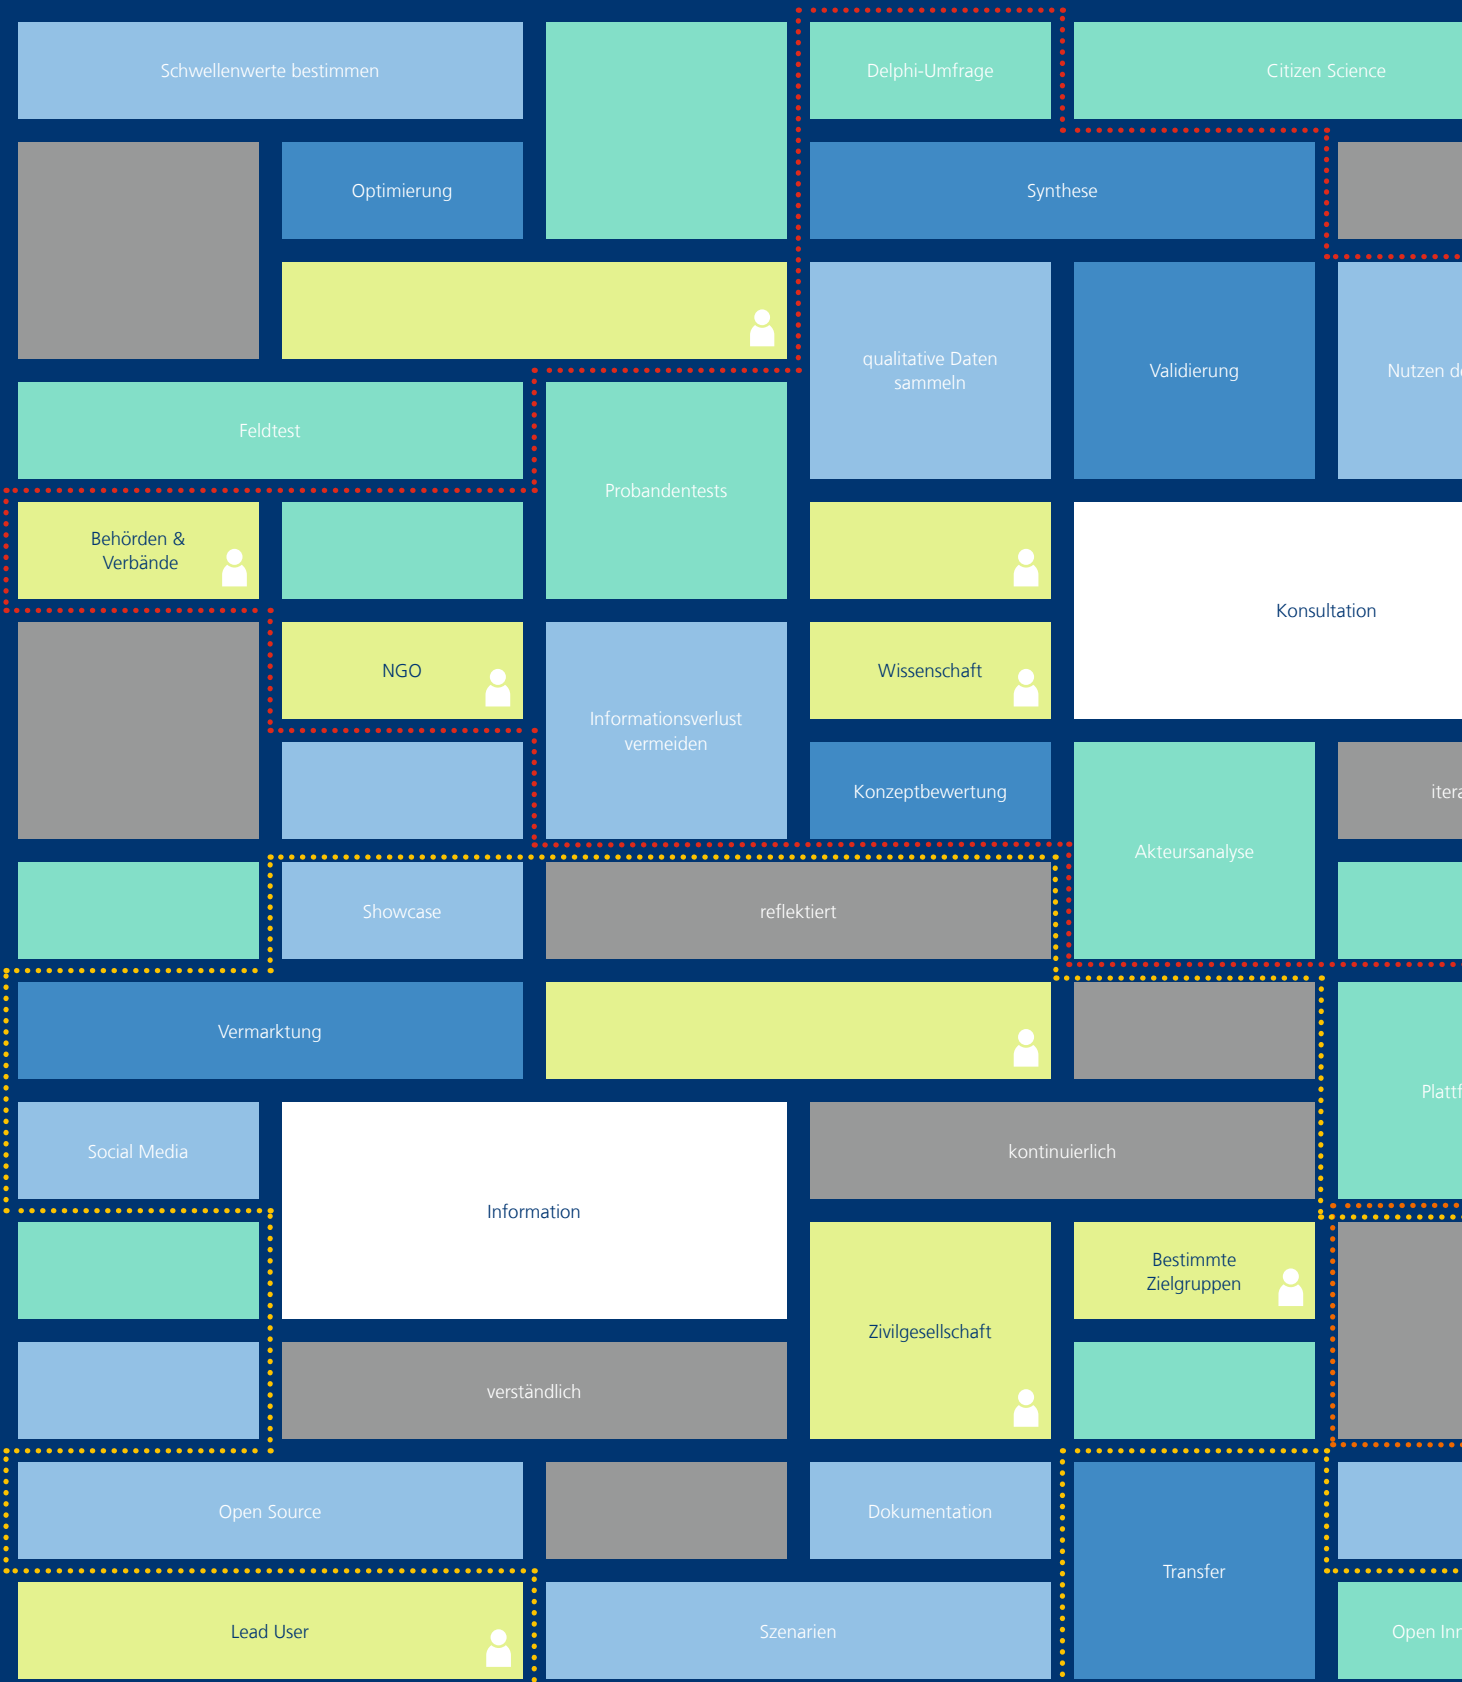 Schwellenwerte bestimmen
Delphi-Umfrage
Citizen Science
Optimierung
Synthese
qualitative Daten
sammeln
Validierung
Nutzen
Feldtest
Probandentests
Behörden &
Verbände
Konsultation
NGO
Wissenschaft
Informationsverlust
vermeiden
Konzeptbewertung
Akteursanalyse
Showcase
reflektiert
Vermarktung
Social Media
kontinuierlich
Information
Bestimmte
Zielgruppen
Zivilgesellschaft
verständlich
Open Source
Dokumentation
Transfer
Lead User
Szenarien
Open